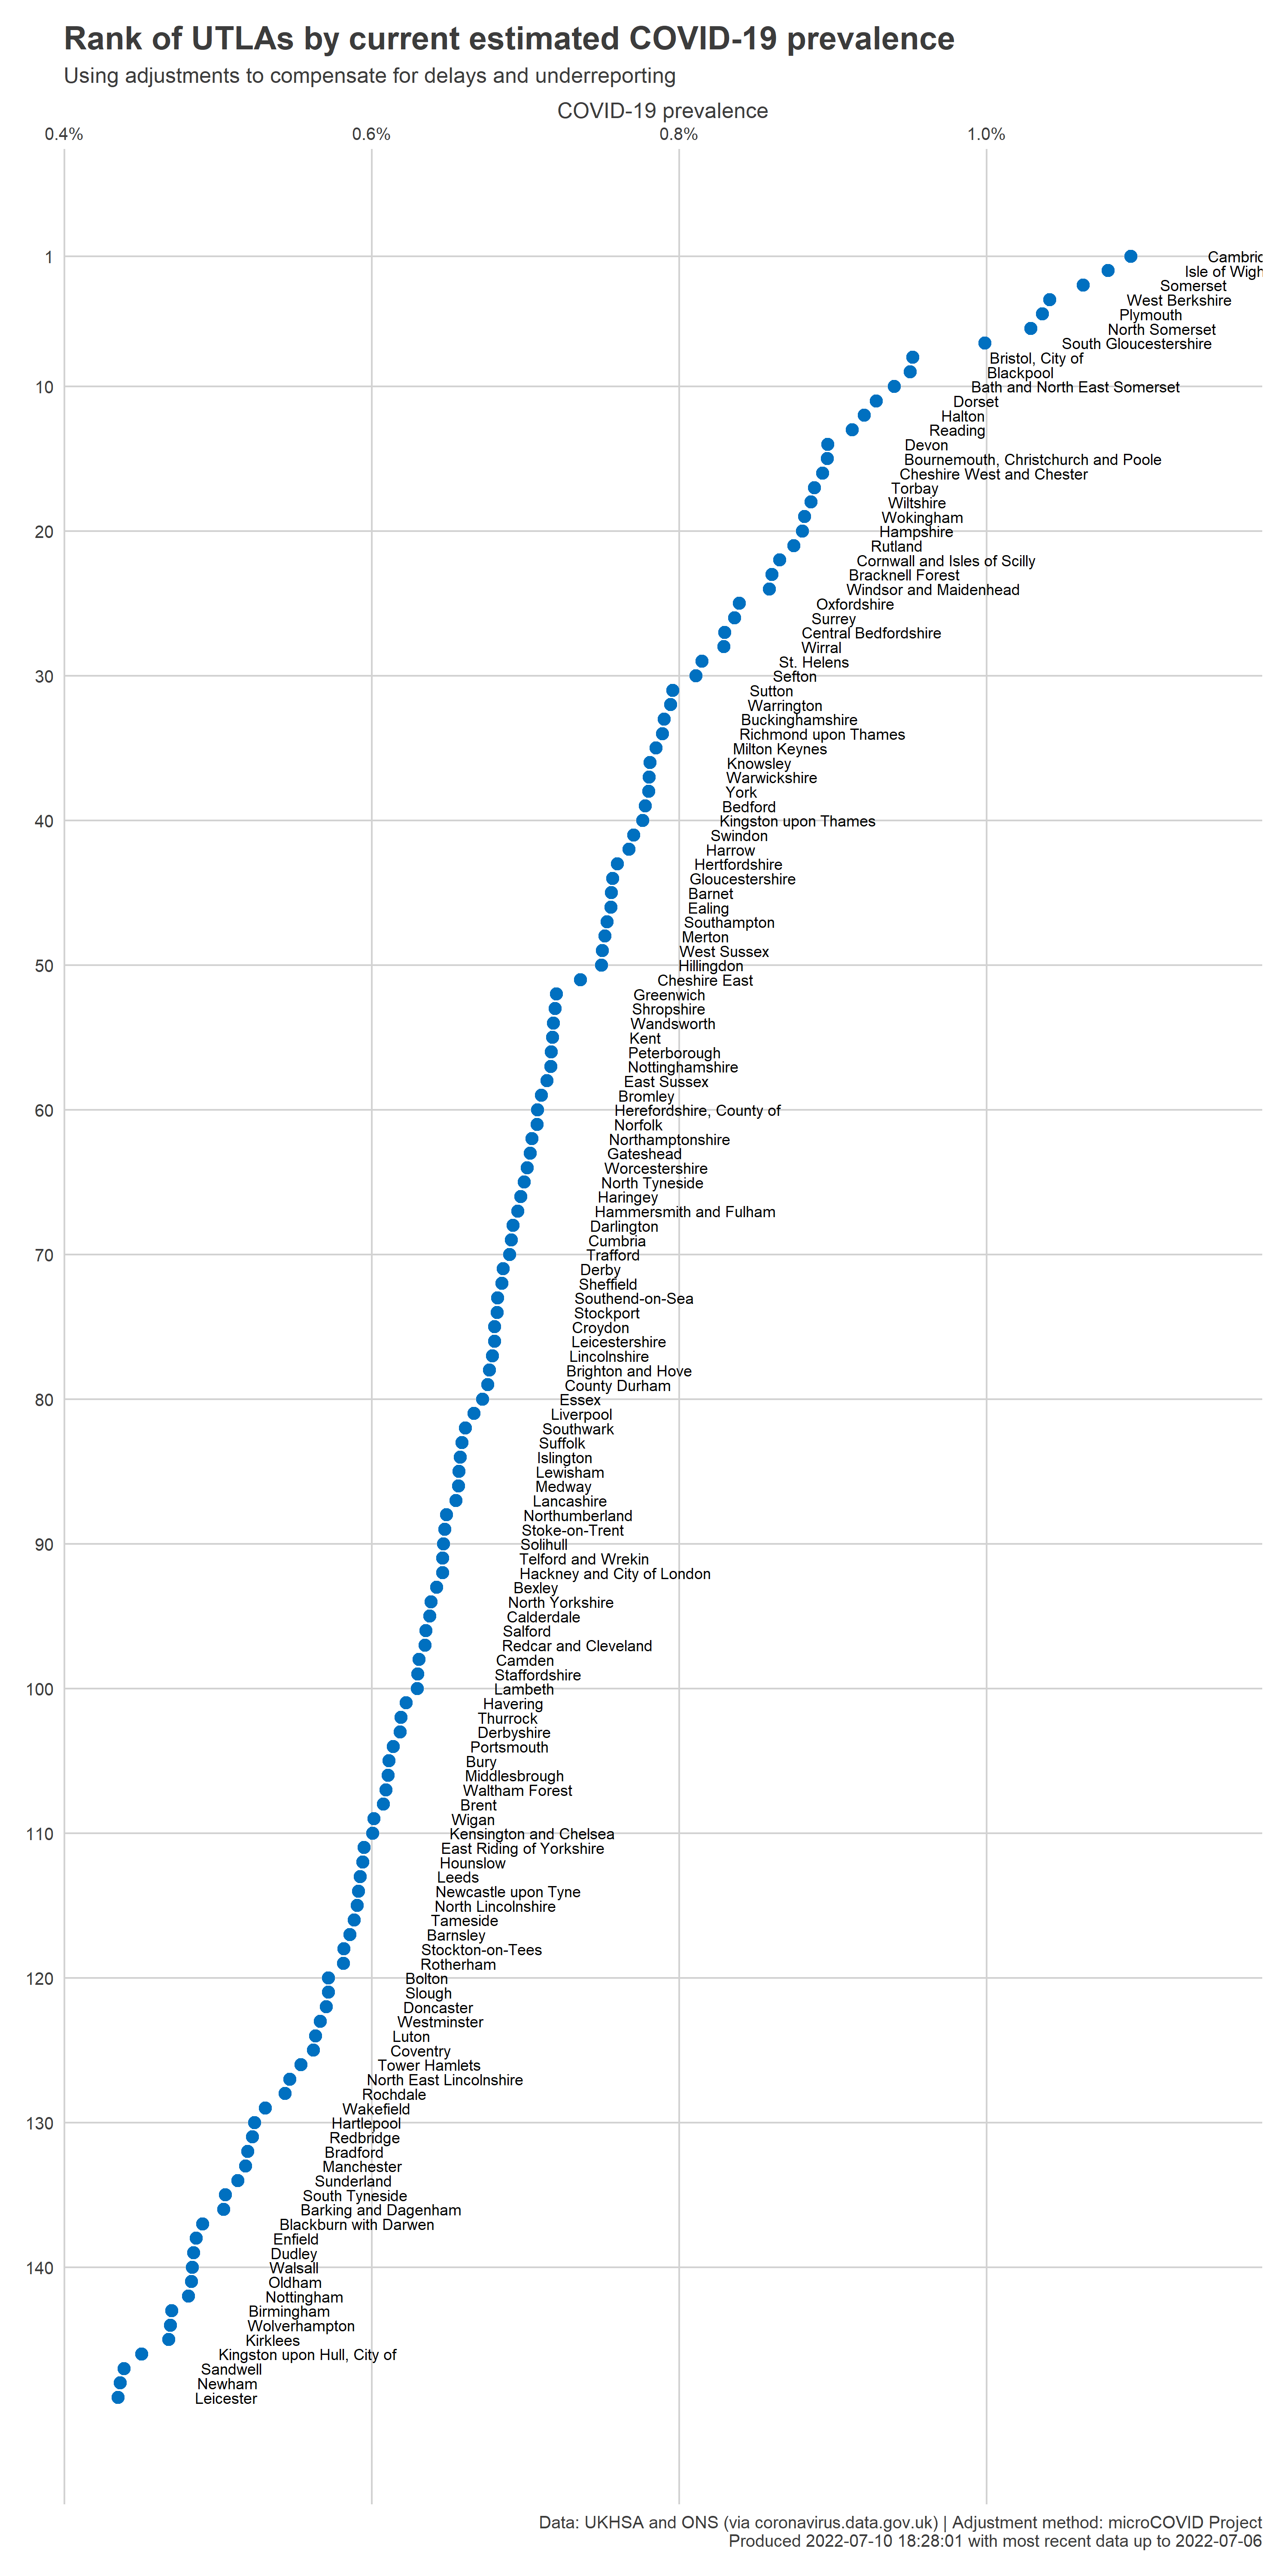 Rank of UTLAs by current estimated COVID-19 prevalence
Using adjustments to compensate for delays and underreporting
COVID-19 prevalence
0.4% 0.6% 0.8% 1.0%
1 Cambri
Isle of Wigh
Somerset
West Berkshire
Plymouth
North Somerset
South Gloucestershire
Bristol, City of
Blackpool
10 Bath and North East Somerset
Dorset
Halton
Reading
Devon
Bournemouth, Christchurch and Poole
Cheshire West and Chester
Torbay
Wiltshire
Wokingham
20 Hampshire
Rutland
Cornwall and Isles of Scilly
Bracknell Forest
Windsor and Maidenhead
Oxfordshire
Surrey
Central Bedfordshire
Wirral
St. Helens
30 Sefton
Sutton
Warrington
Buckinghamshire
Richmond upon Thames
Milton Keynes
Knowsley
Warwickshire
York
Bedford
40 Kingston upon Thames
Swindon
Harrow
Hertfordshire
Gloucestershire
Barnet
Ealing
Southampton
Merton
West Sussex
50 Hillingdon
Cheshire East
Greenwich
Shropshire
Wandsworth
Kent
Peterborough
Nottinghamshire
East Sussex
Bromley
60 Herefordshire, County of
Norfolk
Northamptonshire
Gateshead
Worcestershire
North Tyneside
Haringey
Hammersmith and Fulham
Darlington
Cumbria
70 Trafford
Derby
Sheffield
Southend-on-Sea
Stockport
Croydon
Leicestershire
Lincolnshire
Brighton and Hove
County Durham
80 Essex
Liverpool
Southwark
Suffolk
Islington
Lewisham
Medway
Lancashire
Northumberland
Stoke-on-Trent
90 Solihull
Telford and Wrekin
Hackney and City of London
Bexley
North Yorkshire
Calderdale
Salford
Redcar and Cleveland
Camden
Staffordshire
100 Lambeth
Havering
Thurrock
Derbyshire
Portsmouth
Bury
Middlesbrough
Waltham Forest
Brent
Wigan
110 Kensington and Chelsea
East Riding of Yorkshire
Hounslow
Leeds
Newcastle upon Tyne
North Lincolnshire
Tameside
Barnsley
Stockton-on-Tees
Rotherham
120 Bolton
Slough
Doncaster
Westminster
Luton
Coventry
Tower Hamlets
North East Lincolnshire
Rochdale
Wakefield
130 Hartlepool
Redbridge
Bradford
Manchester
Sunderland
South Tyneside
Barking and Dagenham
Blackburn with Darwen
Enfield
Dudley
140 Walsall
Oldham
Nottingham
Birmingham
Wolverhampton
Kirklees
Kingston upon Hull, City of
Sandwell
Newham
Leicester
Data: UKHSA and ONS (via coronavirus.data.gov.uk) | Adjustment method: microCOVID Project
Produced 2022-07-10 18:28:01 with most recent data up to 2022-07-06